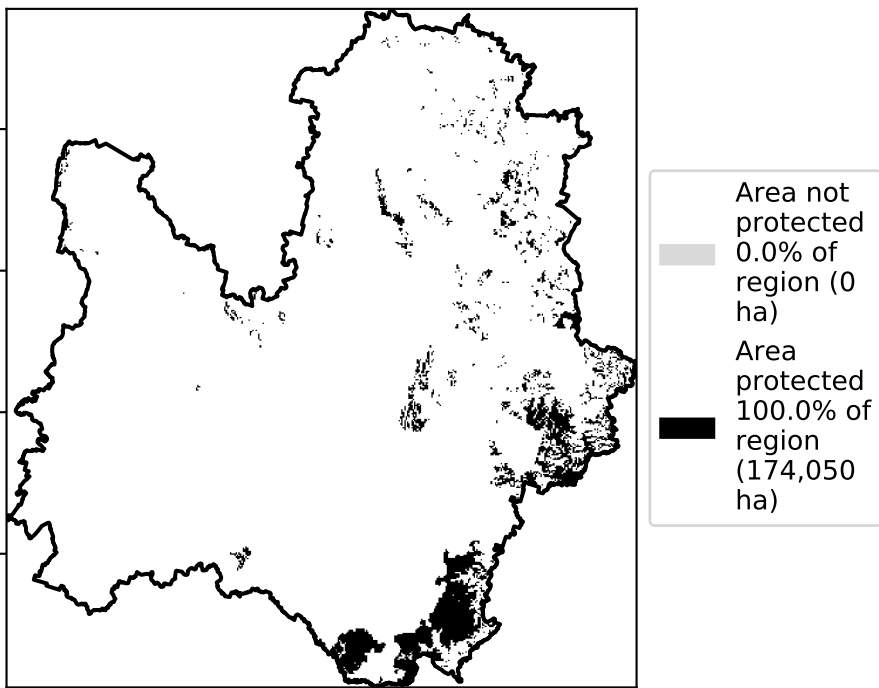 Area not
protected
0.0% of
region (0
ha)
Area
protected
100.0% of
region
(174,050
ha)